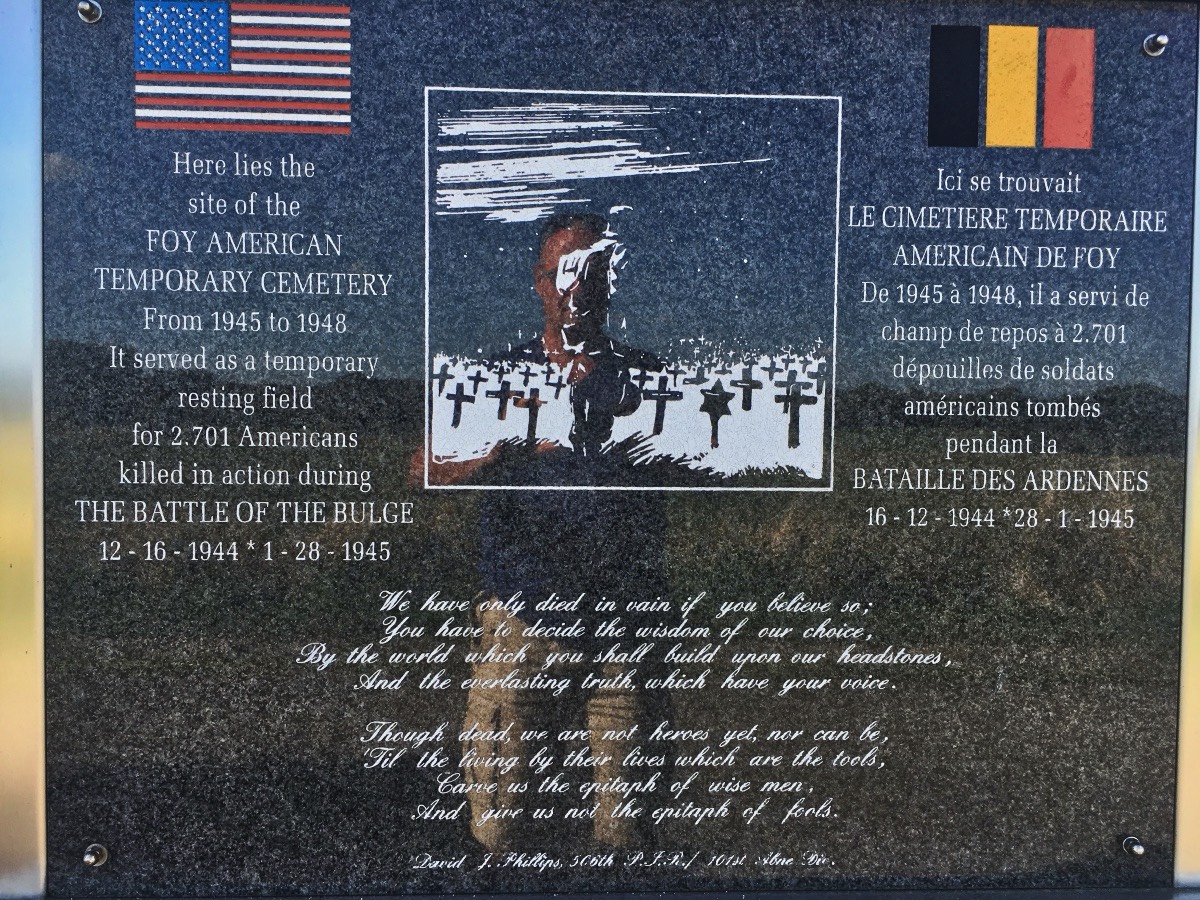 Here lies the
site of the
FOY AMERICAN
TEMPORARY CEMETERY
From 1945 to 1948
It served as a temporary
resting field
for 2.701 Americans
killed in action during
THE BATTLE OF THE BULGE
12 - 16 - 1944 * 1 - 28 - 1945
Ici se trouvait
LE CIMETIERE TEMPORAIRE
AMERICAIN DE FOY
De 1945 à 1948, il a servi de
champ de repos à 2.701
dépouilles de soldats
américains tombés
pendant la
BATAILLE DES ARDENNES
16 - 12 - 1944 * 28 - 1 - 1945
We have only died in vain if you believe so;
You have to decide the wisdom of our choice,
By the world which you shall build upon our headstones,
And the everlasting truth, which have your voice.
Though dead, we are not heroes yet, nor can be,
'Til the living by their lives which are the tools,
Carve us the epitaph of wise men,
And give us not the epitaph of fools.
David J. Phillips, 506th P.I.R./ 101st Abne Div.